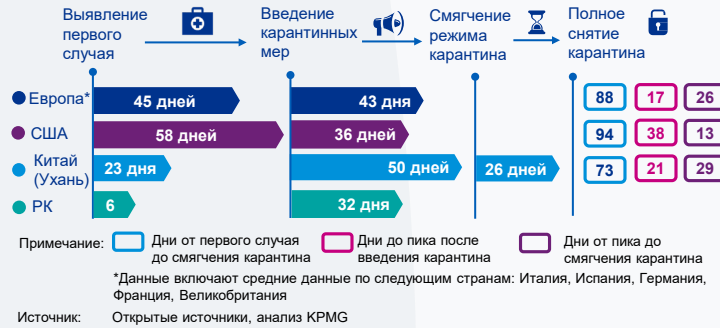 Выявление
первого
случая
Введение
карантинных
мер
Смягчение
режима
карантина
Полное
снятие
карантина
Европа* 45 дней 43 дня 88 17 26
США 58 дней 36 дней 94 38 13
Китай
(Ухань) 23 дня 50 дней 26 дней 73 21 29
РК 6 32 дня
Примечание:
Дни от первого случая
до смягчения карантина
Дни до пика после
введения карантина
Дни от пика до
смягчения карантина
*Данные включают средние данные по следующим странам: Италия, Испания, Германия,
Франция, Великобритания
Источник: Открытые источники, анализ KPMG